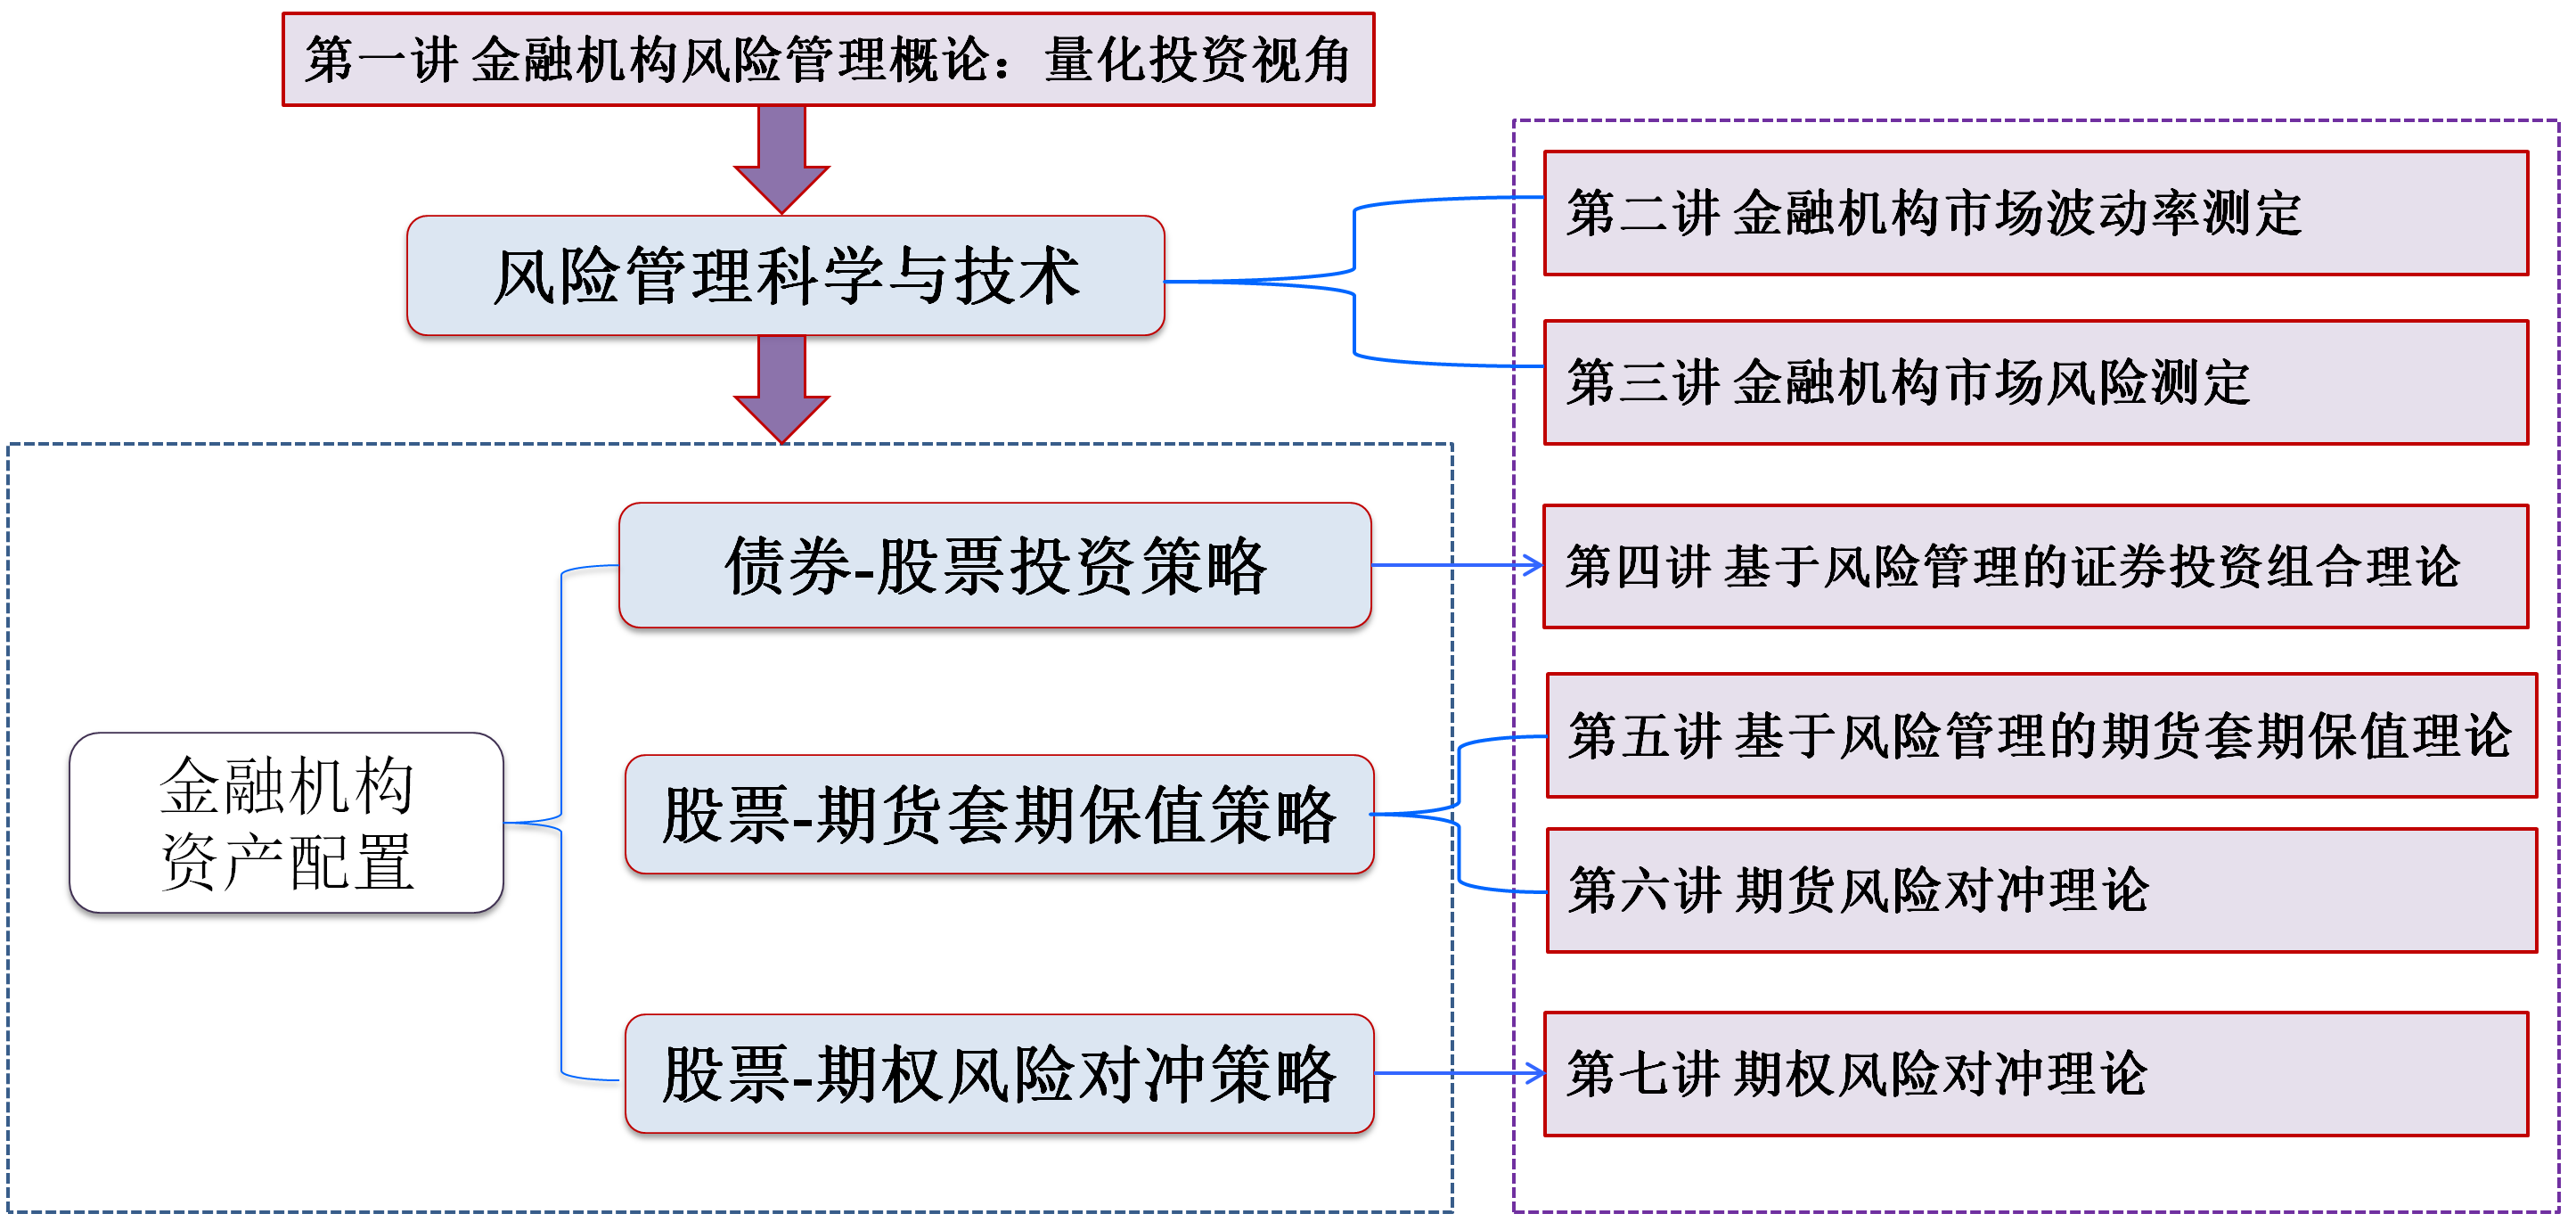 第一讲 金融机构风险管理概论：量化投资视角
风险管理科学与技术
第二讲 金融机构市场波动率测定
第三讲 金融机构市场风险测定
债券-股票投资策略
第四讲 基于风险管理的证券投资组合理论
金融机构
资产配置
股票-期货套期保值策略
第五讲 基于风险管理的期货套期保值理论
第六讲 期货风险对冲理论
股票-期权风险对冲策略
第七讲 期权风险对冲理论